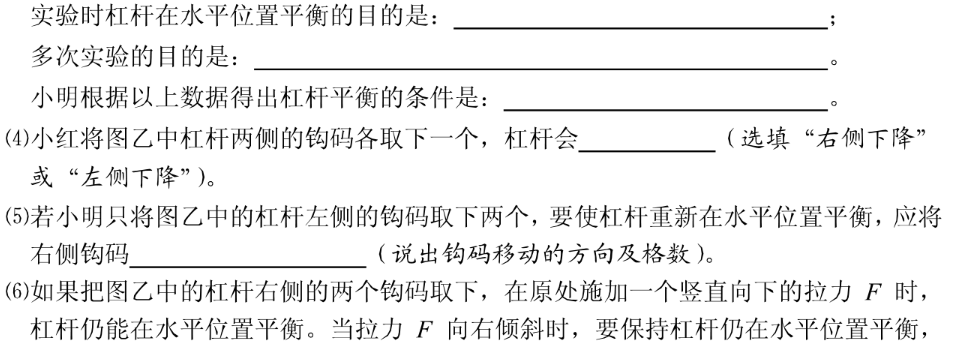 实验时杠杆在水平位置平衡的目的是：____________；
多次实验的目的是：____________。
小明根据以上数据得出杠杆平衡的条件是：____________。
⑷小红将图乙中杠杆两侧的钩码各取下一个，杠杆会____________（选填“右侧下降”
或“左侧下降”）。
⑸若小明只将图乙中的杠杆左侧的钩码取下两个，要使杠杆重新在水平位置平衡，应将
右侧钩码____________（说出钩码移动的方向及格数）。
⑹如果把图乙中的杠杆右侧的两个钩码取下，在原处施加一个竖直向下的拉力 F 时，
杠杆仍能在水平位置平衡。当拉力 F 向右倾斜时，要保持杠杆仍在水平位置平衡，